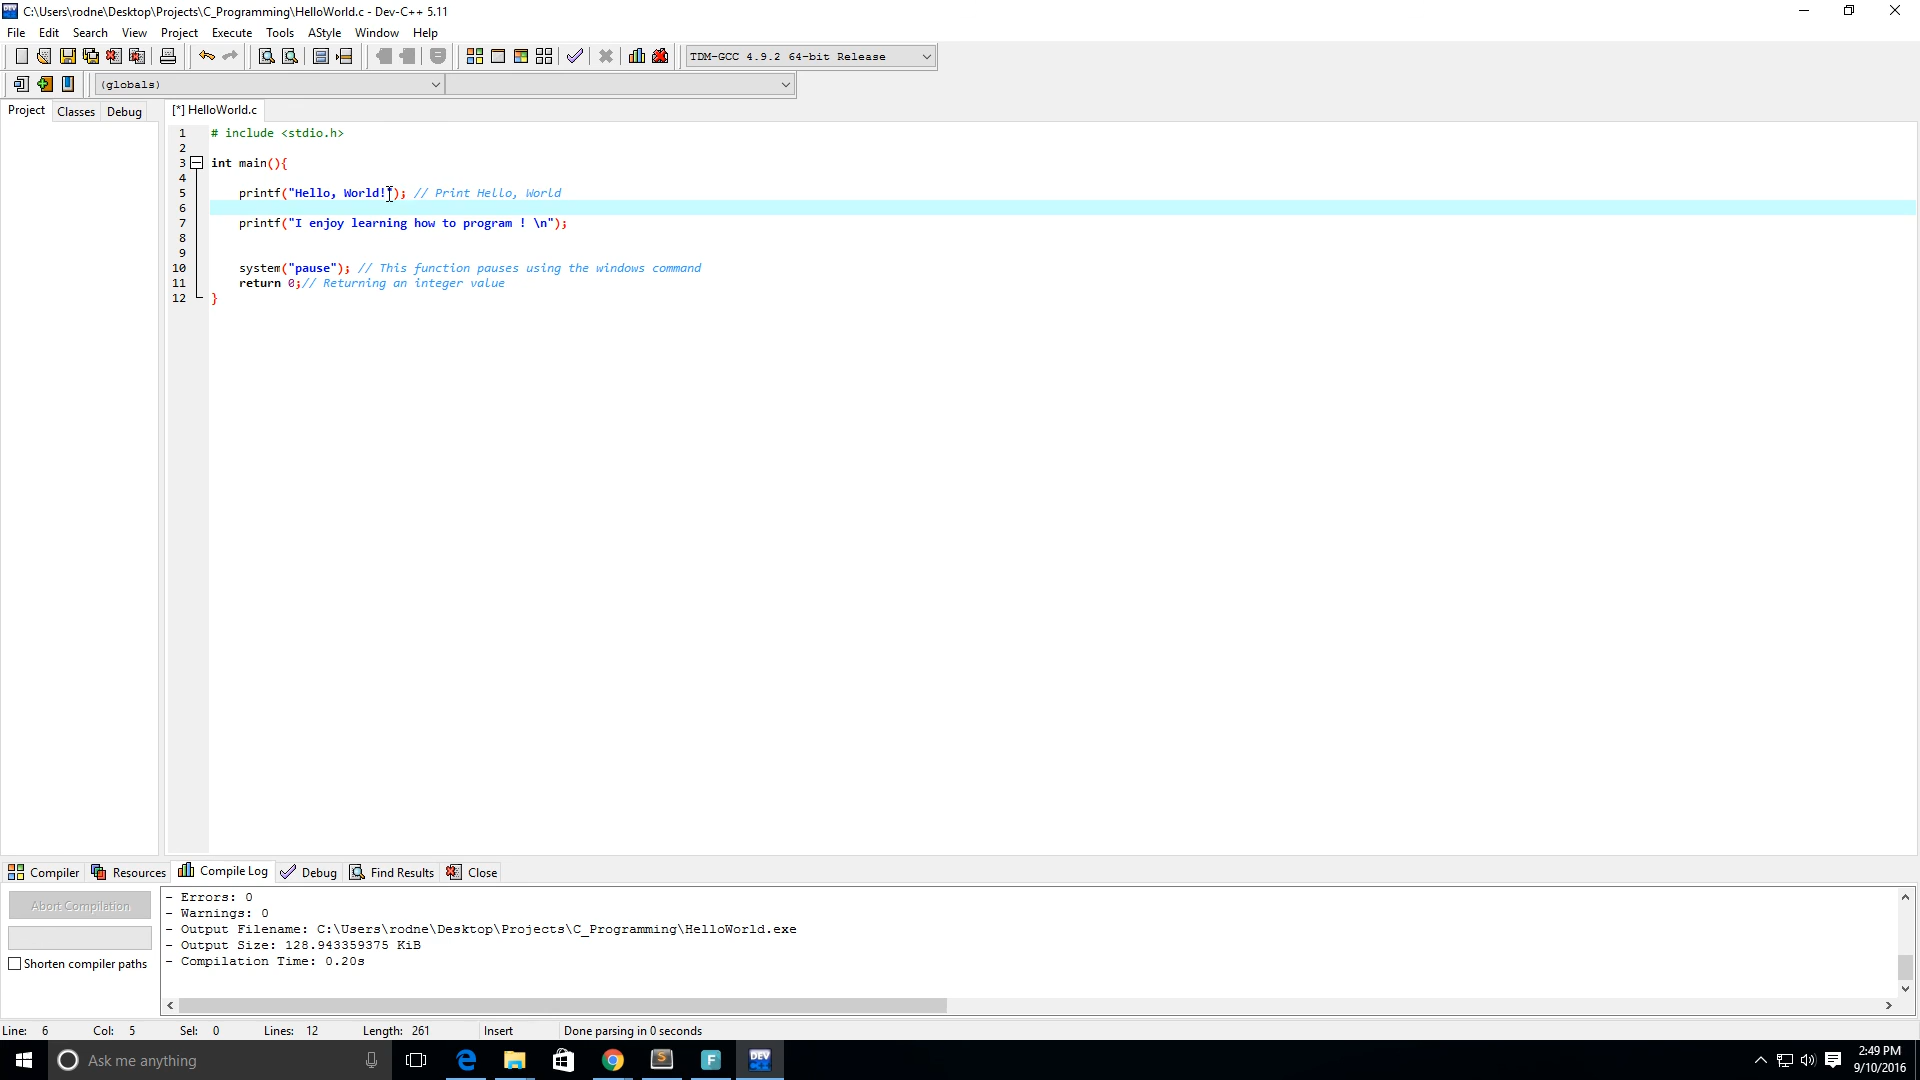 C:\Users\rodne\Desktop\Projects\C_Programming\HelloWorld.c - Dev-C++ 5.11
File Edit Search View Project Execute Tools AStyle Window Help
TDM-GCC 4.9.2 64-bit Release
(globals)
Project Classes Debug [*] HelloWorld.c
1 # include <stdio.h>
2
3 int main(){
4
5 printf("Hello, World!"); // Print Hello, World
6
7 printf("I enjoy learning how to program ! \n");
8
9
10 system("pause"); // This function pauses using the windows command
11 return 0;// Returning an integer value
12 }
Compiler Resources Compile Log Debug Find Results Close
Abort Compilation
Shorten compiler paths
- Errors: 0
- Warnings: 0
- Output Filename: C:\Users\rodne\Desktop\Projects\C_Programming\HelloWorld.exe
- Output Size: 128.943359375 KiB
- Compilation Time: 0.20s
Line: 6 Col: 5 Sel: 0 Lines: 12 Length: 261 Insert Done parsing in 0 seconds
Ask me anything
DEV
2:49 PM
9/10/2016